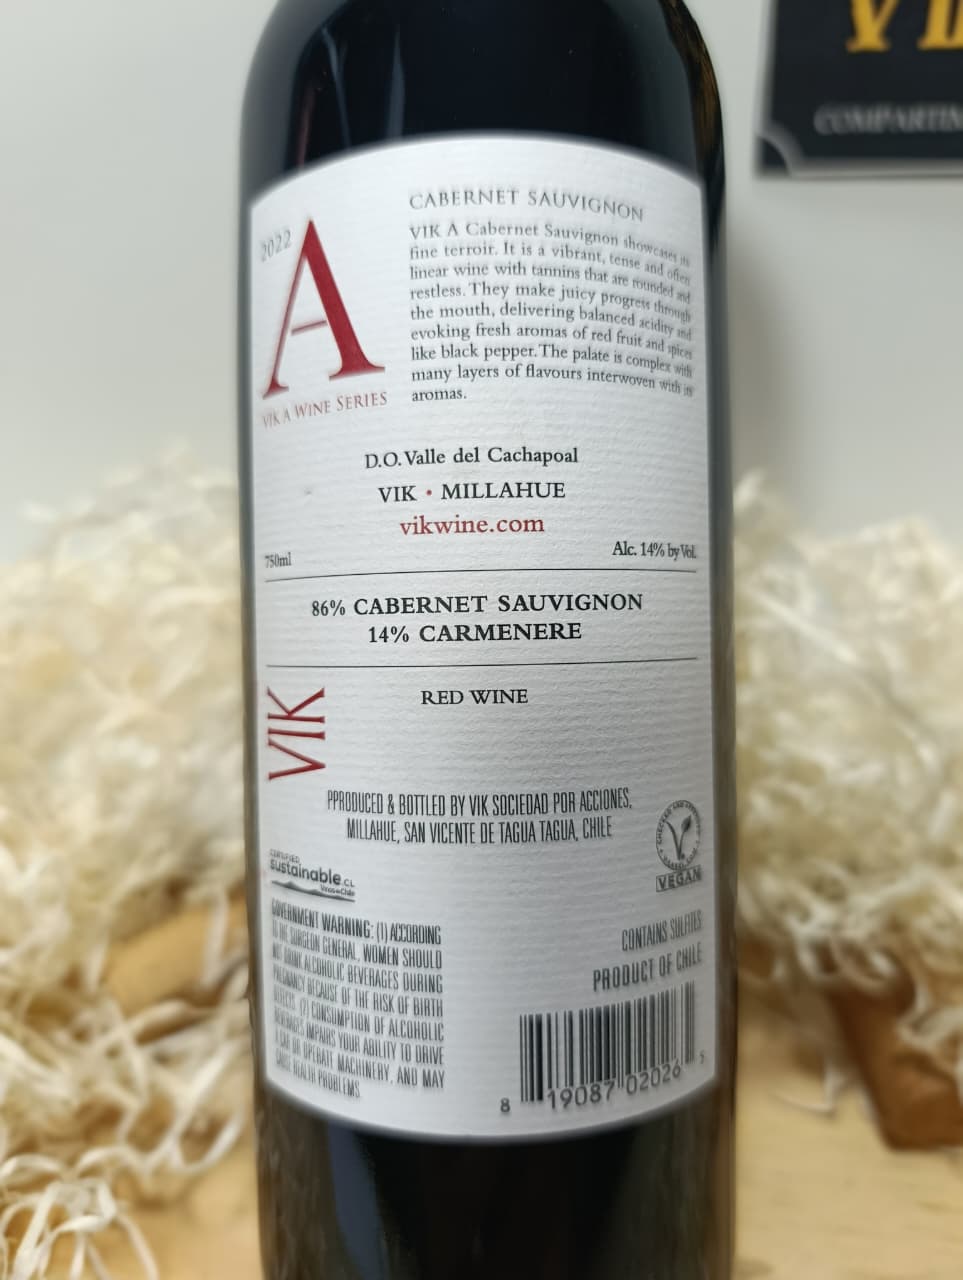 COMPARTIM
2022
A
VIK A WINE SERIES
CABERNET SAUVIGNON
VIK A Cabernet Sauvignon showcases its
fine terroir. It is a vibrant, tense and often
linear wine with tannins that are rounded and
restless. They make juicy progress through
the mouth, delivering balanced acidity and
evoking fresh aromas of red fruit and spices
like black pepper. The palate is complex with
many layers of flavours interwoven with its
aromas.
D.O. Valle del Cachapoal
VIK • MILLAHUE
vikwine.com
750ml
Alc. 14% by Vol.
86% CABERNET SAUVIGNON
14% CARMENERE
VIK
RED WINE
PPRODUCED & BOTTLED BY VIK SOCIEDAD POR ACCIONES,
MILLAHUE, SAN VICENTE DE TAGUA TAGUA, CHILE
CERTIFIED
sustainable.CL
Vinos de Chile
VEGAN
GOVERNMENT WARNING: (1) ACCORDING
TO THE SURGEON GENERAL, WOMEN SHOULD
NOT DRINK ALCOHOLIC BEVERAGES DURING
PREGNANCY BECAUSE OF THE RISK OF BIRTH
DEFECTS. (2) CONSUMPTION OF ALCOHOLIC
BEVERAGES IMPAIRS YOUR ABILITY TO DRIVE
A CAR OR OPERATE MACHINERY, AND MAY
CAUSE HEALTH PROBLEMS.
CONTAINS SULFITES
PRODUCT OF CHILE
8 19087 02026 5